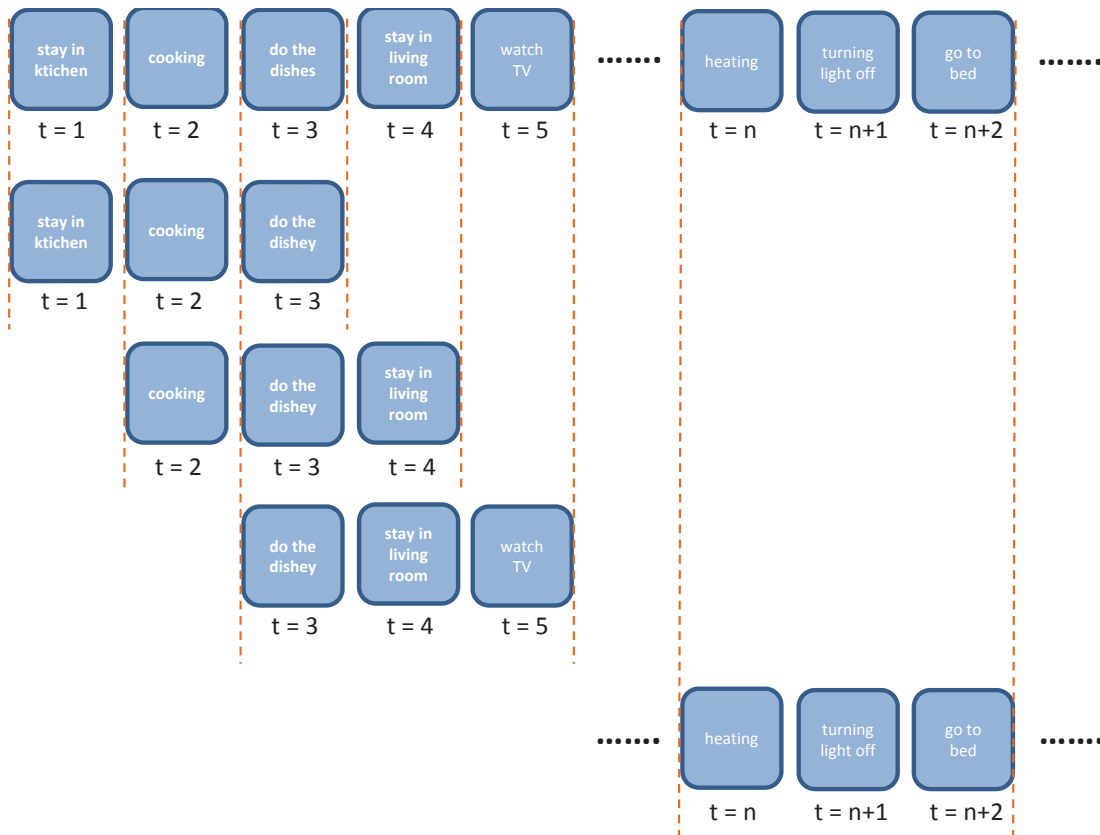 stay in
ktichen
cooking
do the
dishes
stay in
living
room
watch
TV
.......
heating
turning
light off
go to
bed
.......
t = 1
t = 2
t = 3
t = 4
t = 5
t = n
t = n+1
t = n+2
stay in
ktichen
cooking
do the
dishey
t = 1
t = 2
t = 3
cooking
do the
dishey
stay in
living
room
t = 2
t = 3
t = 4
do the
dishey
stay in
living
room
watch
TV
t = 3
t = 4
t = 5
.......
heating
turning
light off
go to
bed
.......
t = n
t = n+1
t = n+2